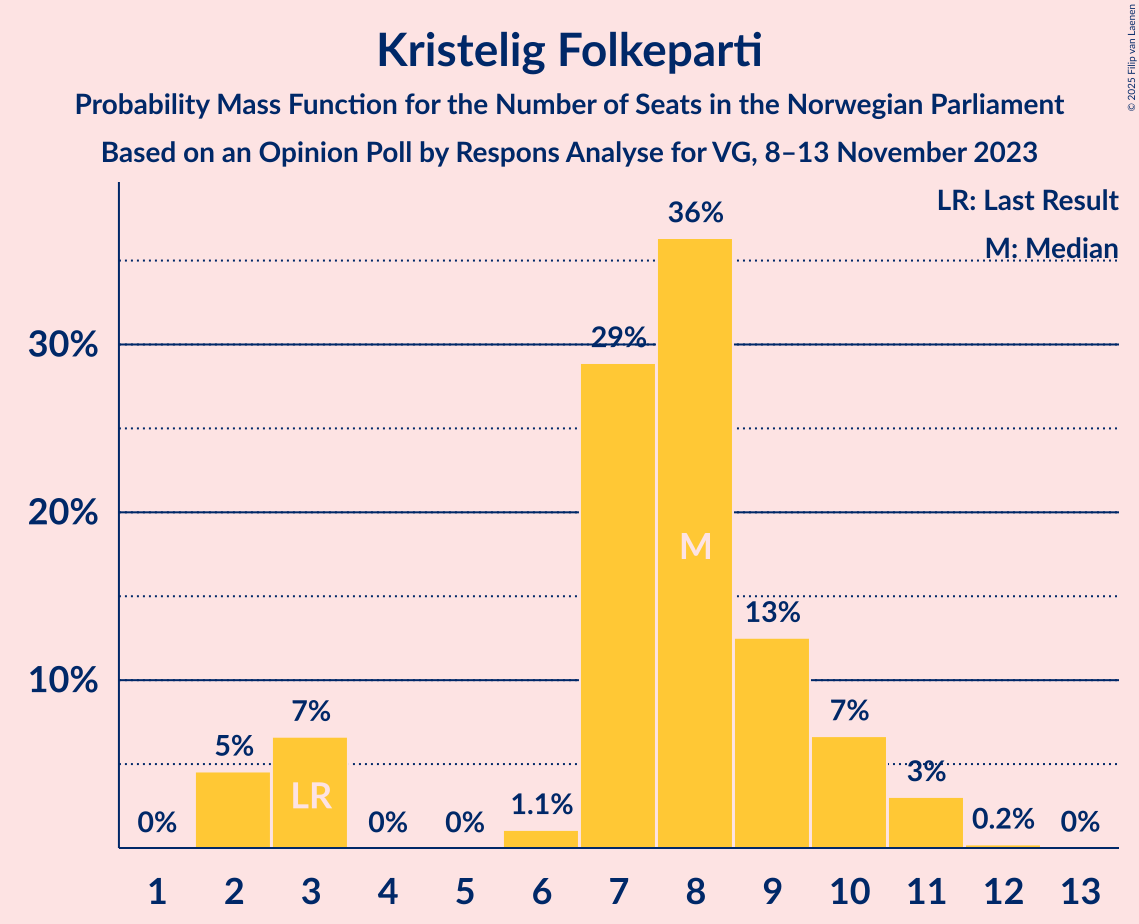 Kristelig Folkeparti
Probability Mass Function for the Number of Seats in the Norwegian Parliament
Based on an Opinion Poll by Respons Analyse for VG, 8–13 November 2023
© 2025 Filip van Laenen
LR: Last Result
M: Median
36%
30%
29%
20%
M
13%
10%
7%
7%
5%
3%
LR
1.1%
0%
0%
0%
0.2%
0%
1 2 3 4 5 6 7 8 9 10 11 12 13